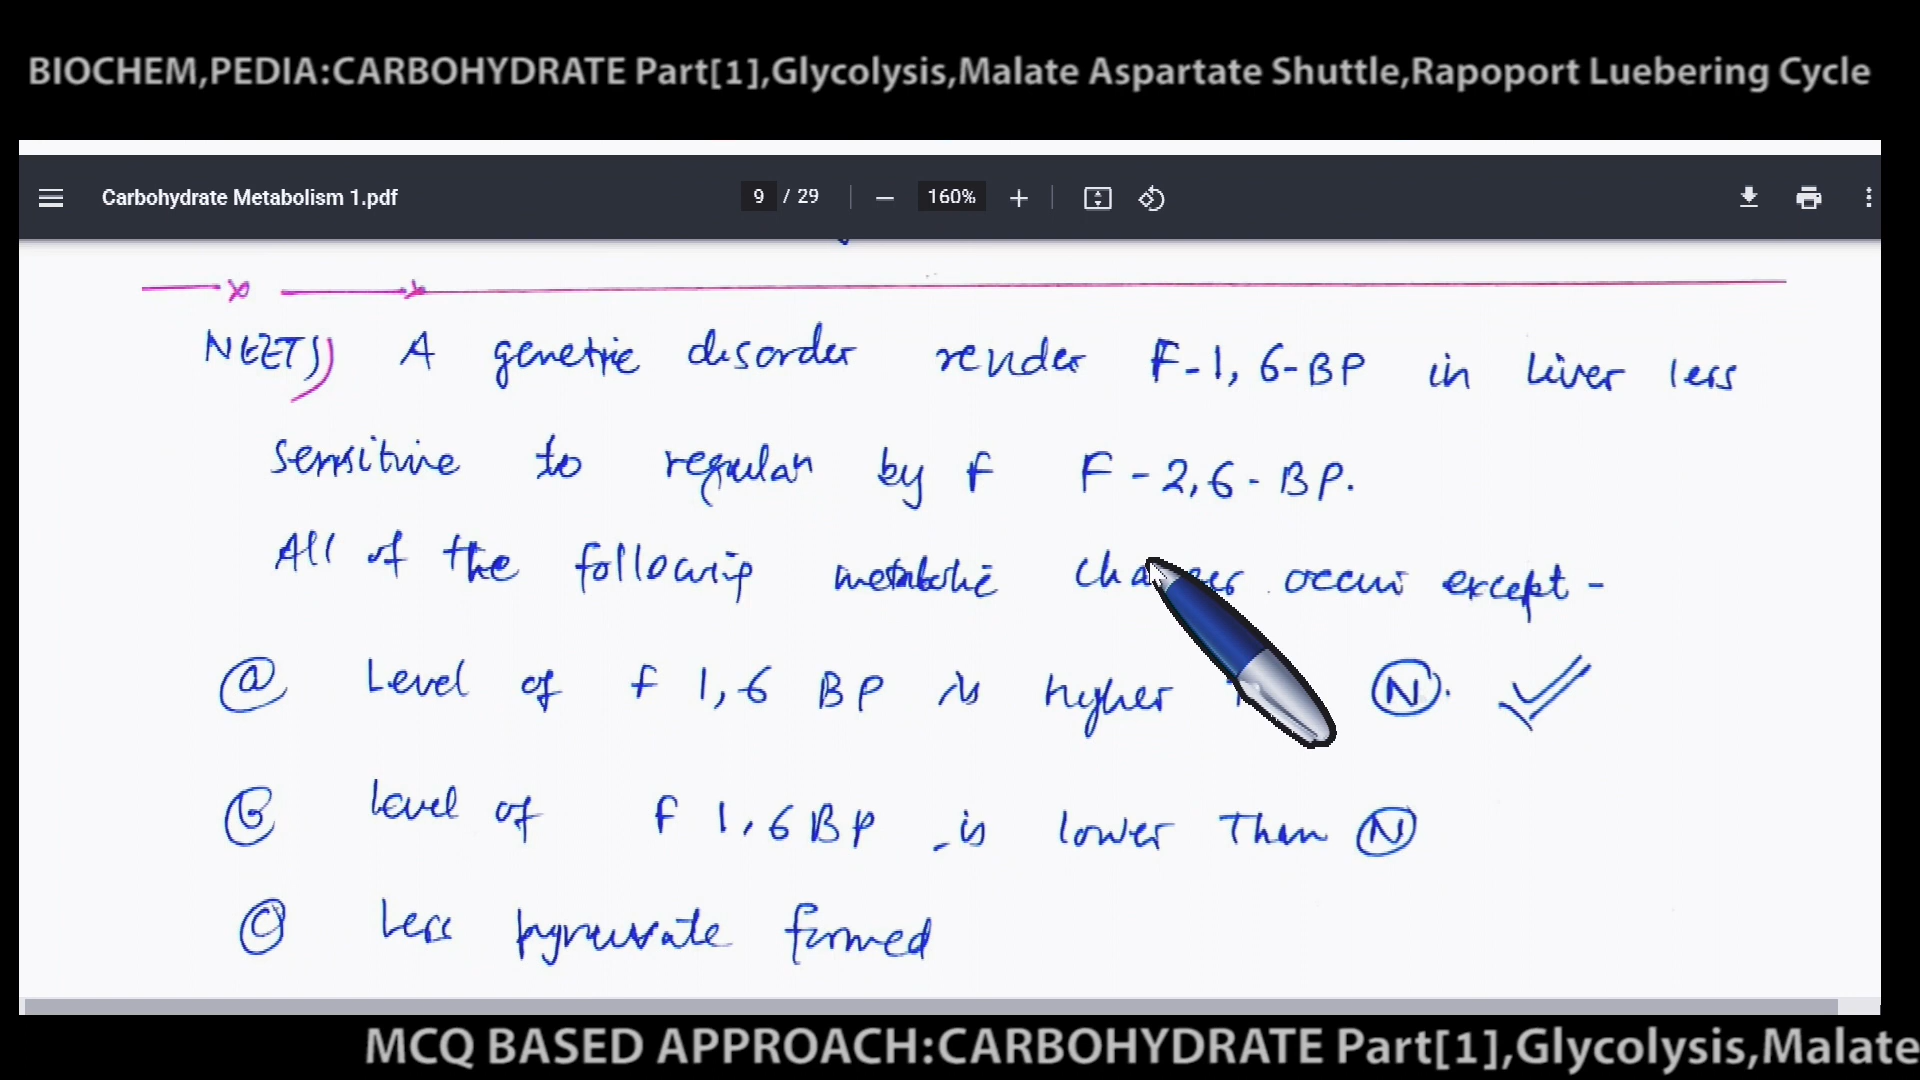 BIOCHEM,PEDIA:CARBOHYDRATE Part[1],Glycolysis,Malate Aspartate Shuttle,Rapoport Luebering Cycle
Carbohydrate Metabolism 1.pdf 9 / 29 160%
NEETS) A genetic disorder render F-1, 6-BP in liver less
sensitive to regulan by f F-2,6-BP.
All of the following metabolic occur except -
@ Level of f 1,6 BP is higher N.
B level of f 1,6 BP is lower Than N
C Less pyruvate formed
MCQ BASED APPROACH:CARBOHYDRATE Part[1],Glycolysis,Malate